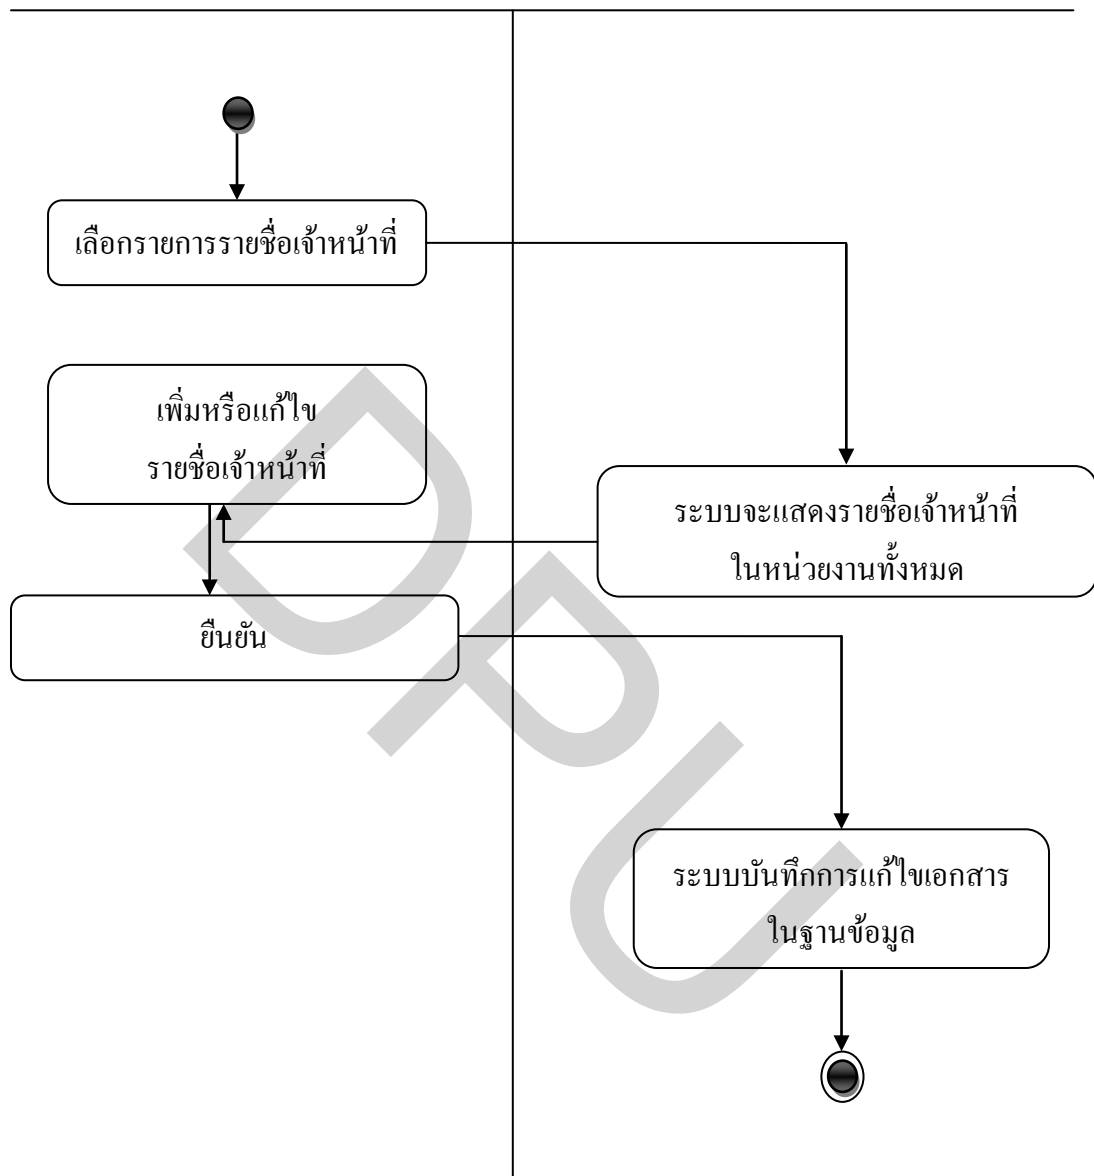 เลือกรายการรายชื่อเจ้าหน้าที่
เพิ่มหรือแก้ไข
รายชื่อเจ้าหน้าที่
ระบบจะแสดงรายชื่อเจ้าหน้าที่
ในหน่วยงานทั้งหมด
ยืนยัน
ระบบบันทึกการแก้ไขเอกสาร
ในฐานข้อมูล
DPU